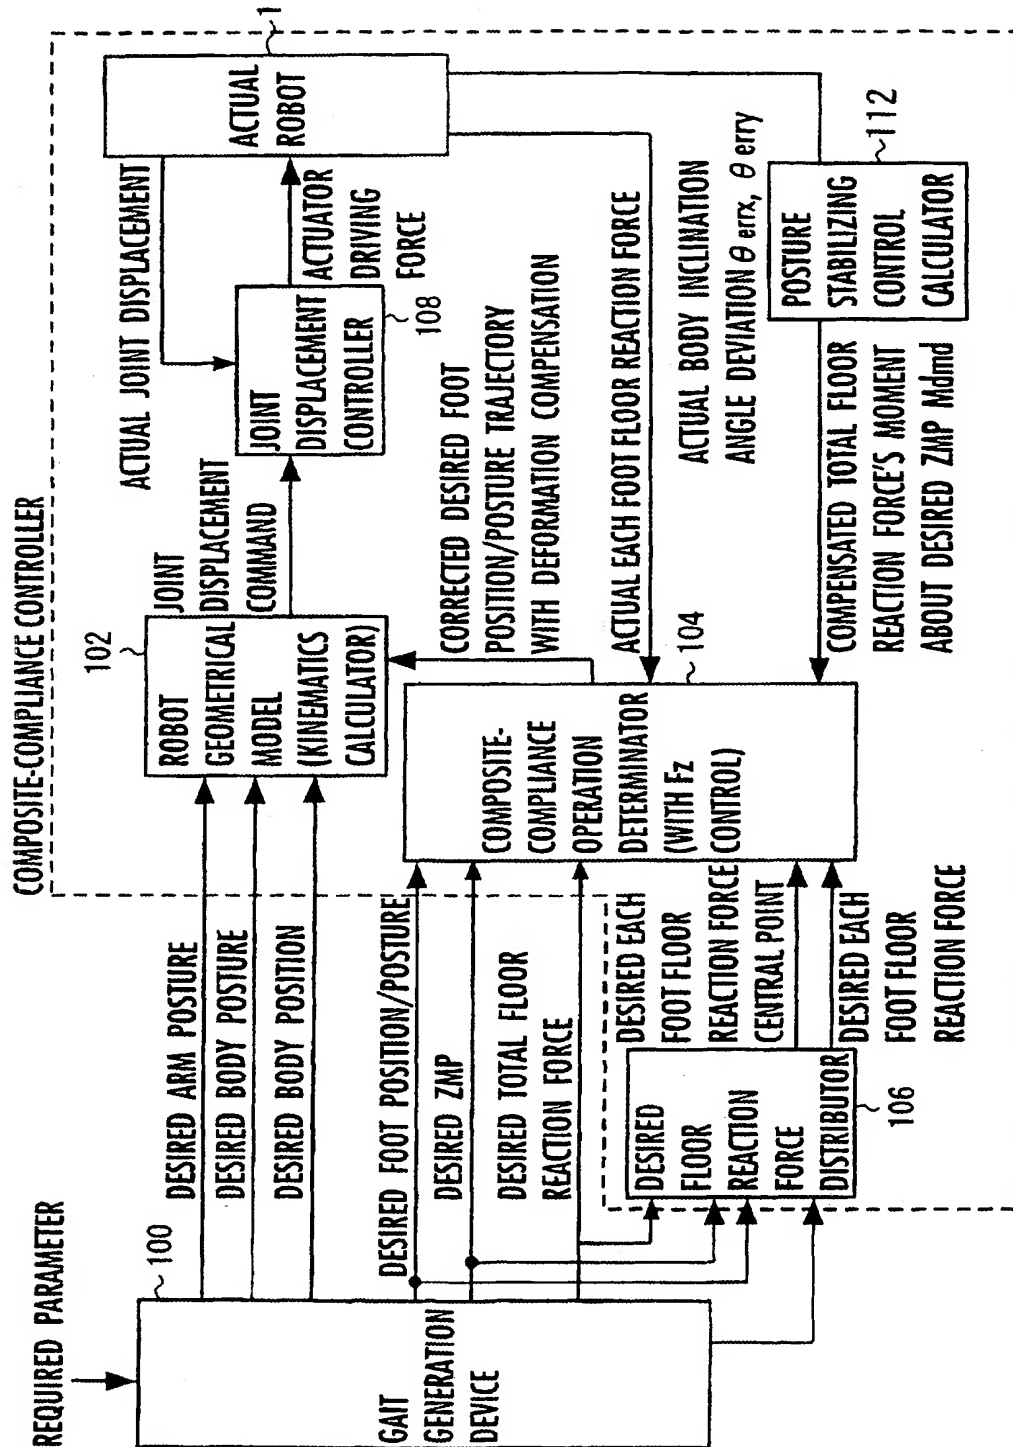 COMPOSITE-COMPLIANCE CONTROLLER
REQUIRED PARAMETER
100
GAIT
GENERATION
DEVICE
DESIRED ARM POSTURE
DESIRED BODY POSTURE
DESIRED BODY POSITION
DESIRED FOOT POSITION/POSTURE
DESIRED ZMP
DESIRED TOTAL FLOOR
REACTION FORCE
102
ROBOT
GEOMETRICAL
MODEL
(KINEMATICS
CALCULATOR)
JOINT
DISPLACEMENT
COMMAND
JOINT
DISPLACEMENT
CONTROLLER
108
ACTUAL JOINT DISPLACEMENT
ACTUATOR
DRIVING
FORCE
ACTUAL
ROBOT
1
CORRECTED DESIRED FOOT
POSITION/POSTURE TRAJECTORY
WITH DEFORMATION COMPENSATION
COMPOSITE-
COMPLIANCE
OPERATION
DETERMINATOR
(WITH Fz
CONTROL)
104
ACTUAL EACH FOOT FLOOR REACTION FORCE
ACTUAL BODY INCLINATION
ANGLE DEVIATION θ errx, θ erry
POSTURE
STABILIZING
CONTROL
CALCULATOR
112
COMPENSATED TOTAL FLOOR
REACTION FORCE'S MOMENT
ABOUT DESIRED ZMP Mdmd
DESIRED
FLOOR
REACTION
FORCE
DISTRIBUTOR
106
DESIRED EACH
FOOT FLOOR
REACTION FORCE
CENTRAL POINT
DESIRED EACH
FOOT FLOOR
REACTION FORCE